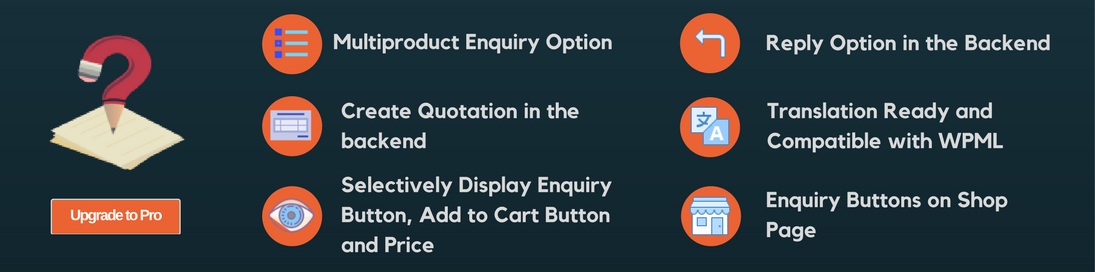 Multiproduct Enquiry Option
Reply Option in the Backend
Create Quotation in the
backend
Translation Ready and
Compatible with WPML
Selectively Display Enquiry
Button, Add to Cart Button
and Price
Enquiry Buttons on Shop
Page
Upgrade to Pro
文
A